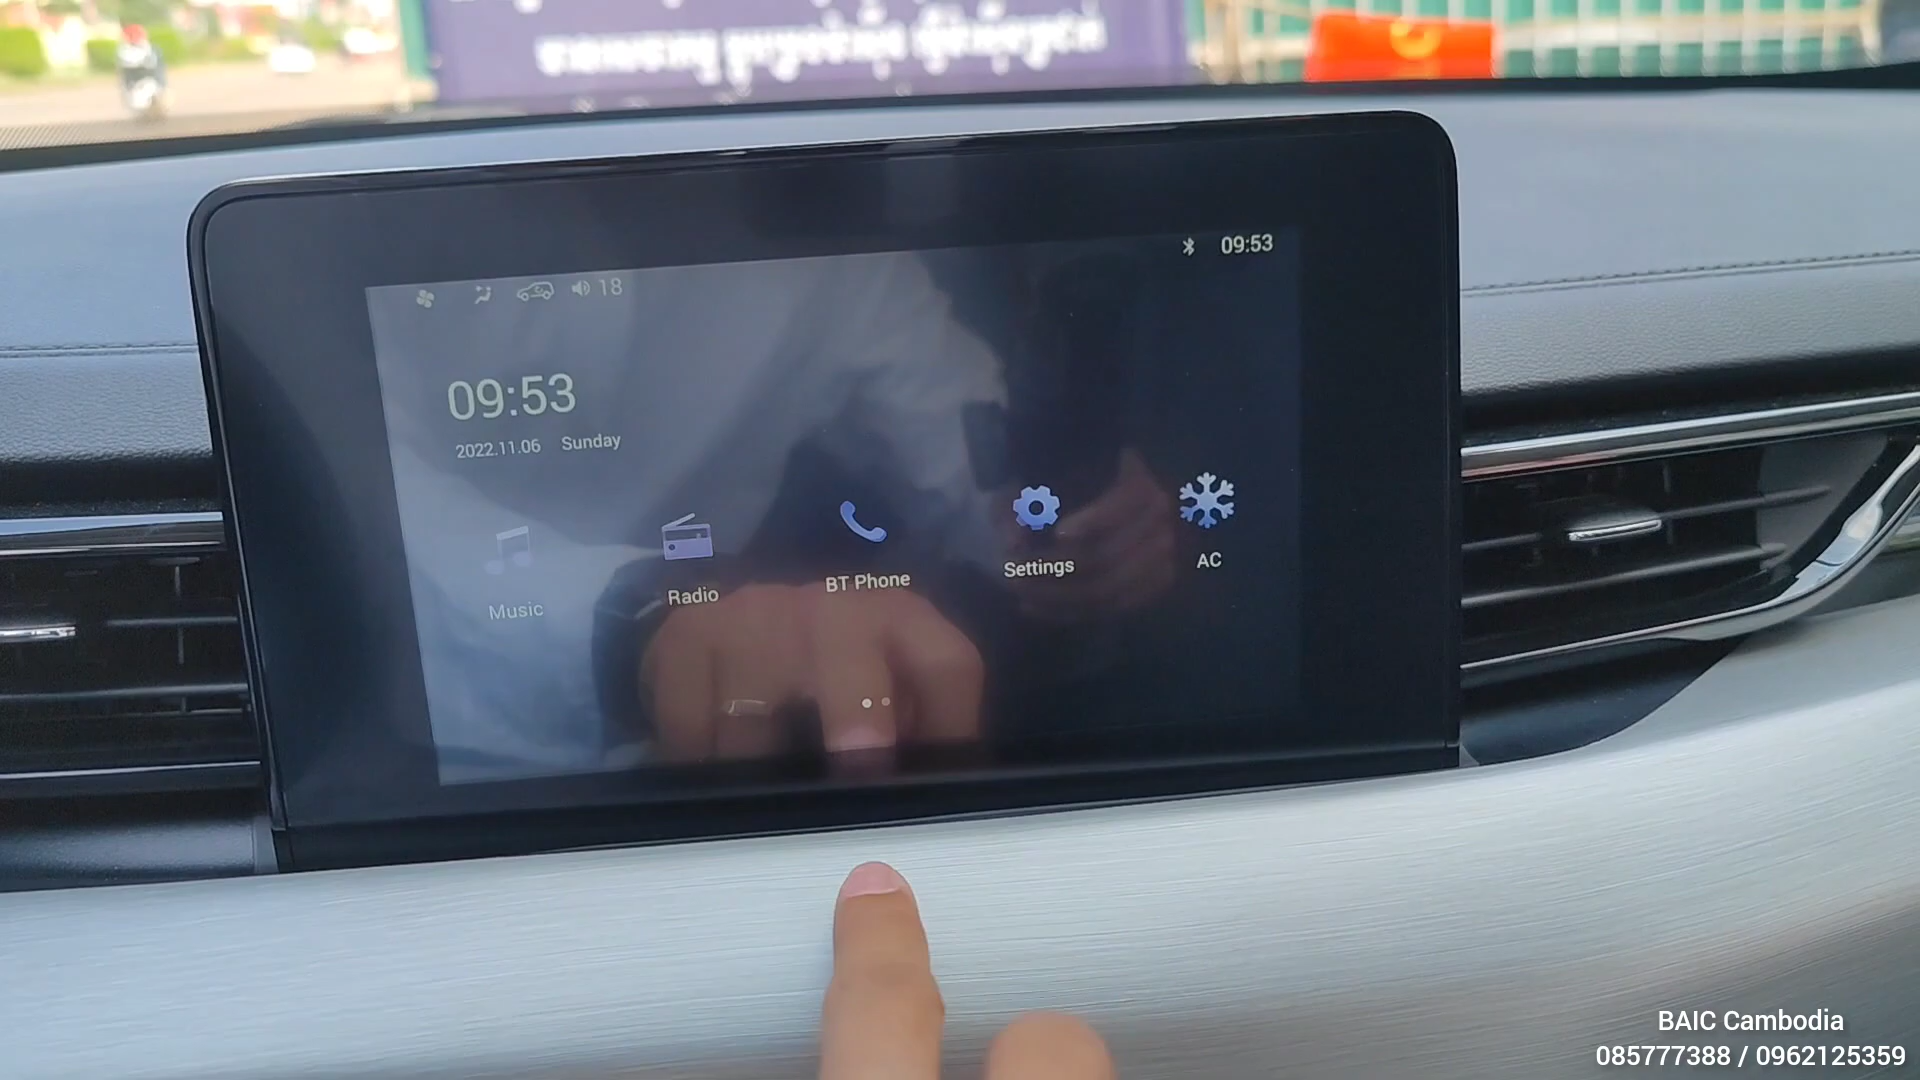 09:53
18
09:53
2022.11.06 Sunday
Music
Radio
BT Phone
Settings
AC
BAIC Cambodia
085777388 / 0962125359